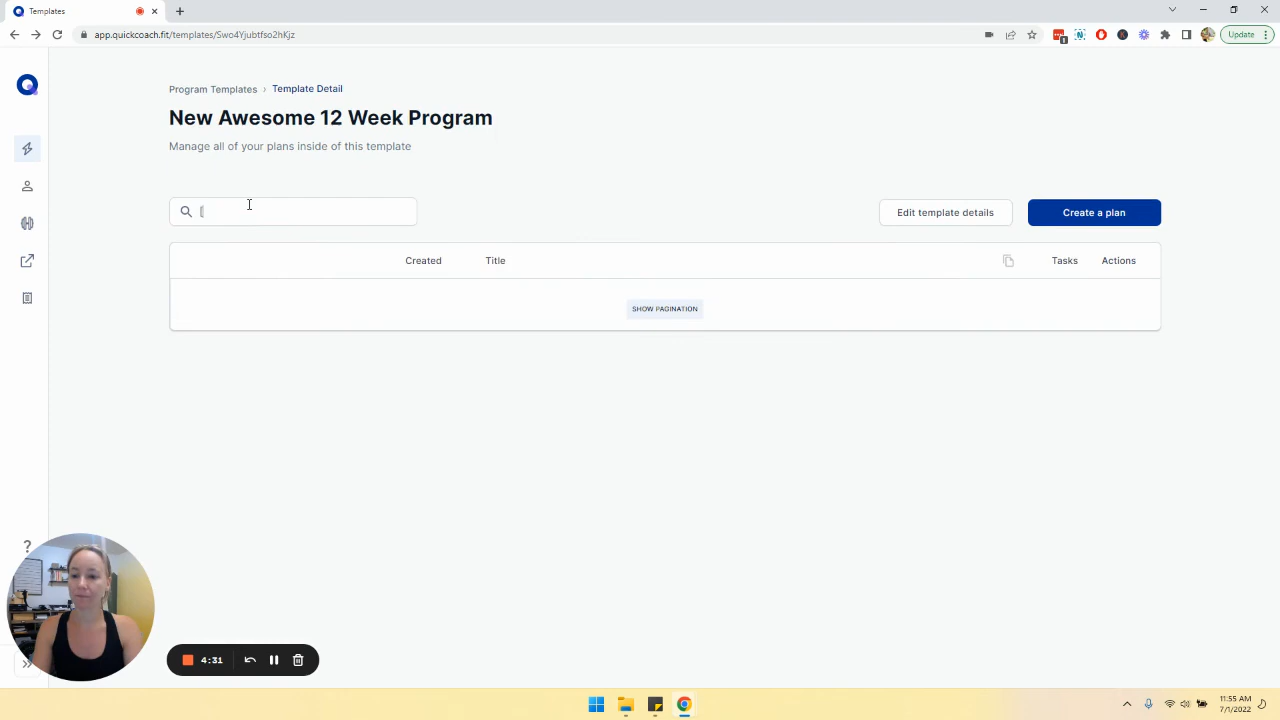 Templates
app.quickcoach.fit/templates/Swo4Yjubtfso2hKjz
Update
Program Templates › Template Detail
New Awesome 12 Week Program
Manage all of your plans inside of this template
[
Edit template details
Create a plan
Created Title Tasks Actions
SHOW PAGINATION
?
4:31
11:55 AM
7/1/2022